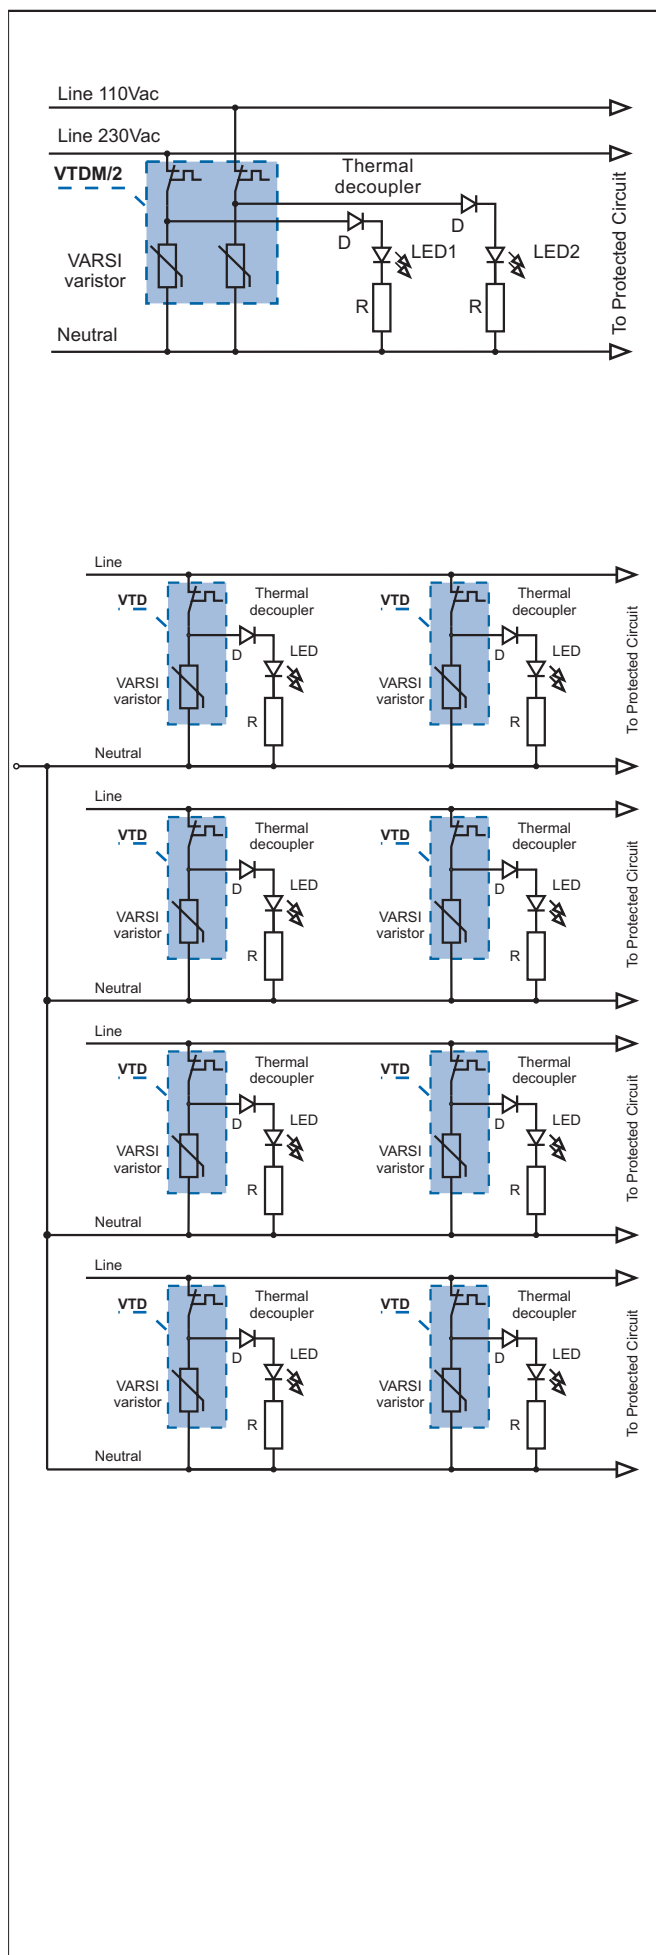 Line 110Vac
Line 230Vac
VTDM/2
Thermal
decoupler
D
D
VARSI
varistor
LED1
LED2
R
R
Neutral
To Protected Circuit
Line
VTD
Thermal
decoupler
VTD
Thermal
decoupler
D
LED
D
LED
VARSI
varistor
R
VARSI
varistor
R
Neutral
To Protected Circuit
Line
VTD
Thermal
decoupler
VTD
Thermal
decoupler
D
LED
D
LED
VARSI
varistor
R
VARSI
varistor
R
Neutral
To Protected Circuit
Line
VTD
Thermal
decoupler
VTD
Thermal
decoupler
D
LED
D
LED
VARSI
varistor
R
VARSI
varistor
R
Neutral
To Protected Circuit
Line
VTD
Thermal
decoupler
VTD
Thermal
decoupler
D
LED
D
LED
VARSI
varistor
R
VARSI
varistor
R
Neutral
To Protected Circuit